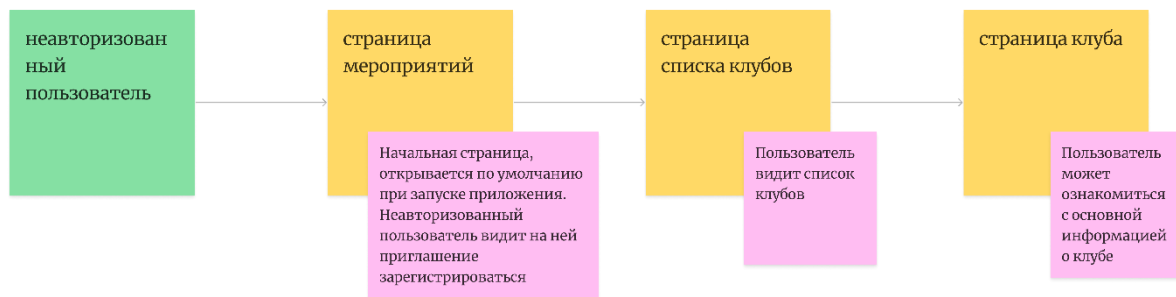 неавторизован
ный
пользователь
страница
мероприятий
страница
списка клубов
страница клуба
Начальная страница,
открывается по умолчанию
при запуске приложения.
Неавторизованный
пользователь видит на ней
приглашение
зарегистрироваться
Пользователь
видит список
клубов
Пользователь
может
ознакомиться
с основной
информацией
о клубе